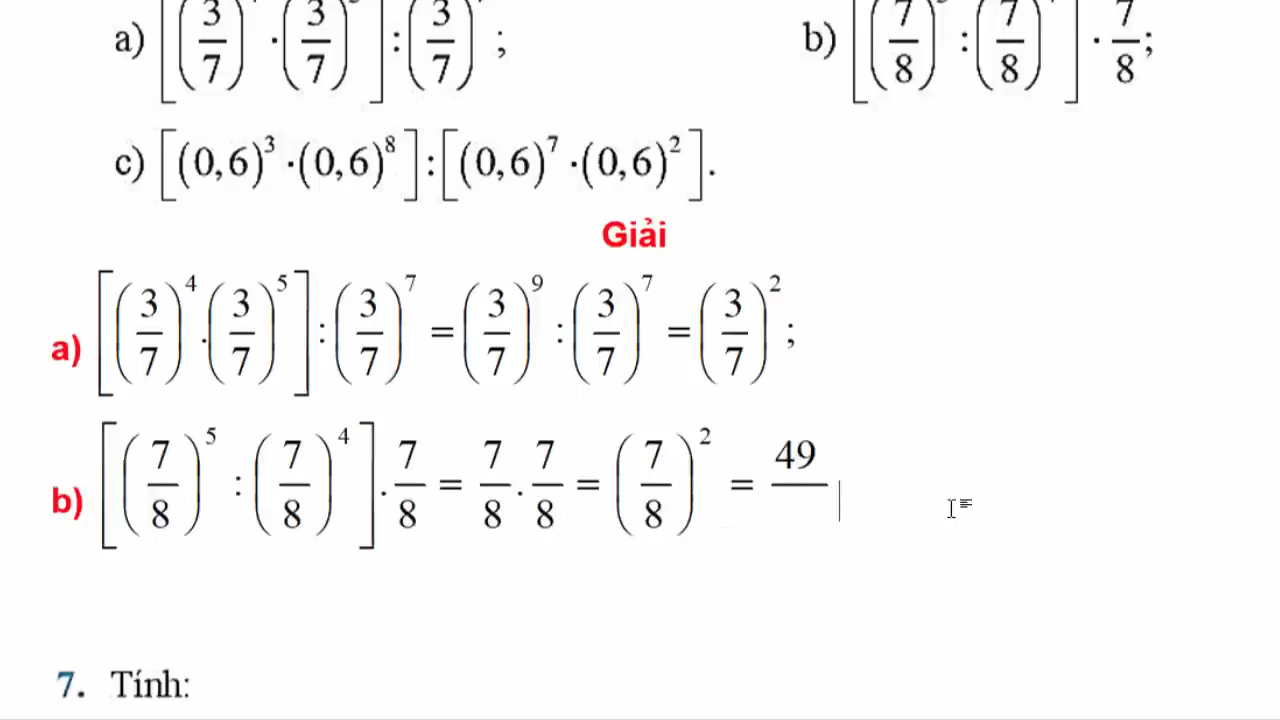 a) [(3/7) · (3/7)] : (3/7) ;
b) [(7/8) : (7/8)] · 7/8;
c) [(0,6)³ · (0,6)⁸] : [(0,6)⁷ · (0,6)²].
Giải
a) [(3/7)⁴ . (3/7)⁵] : (3/7)⁷ = (3/7)⁹ : (3/7)⁷ = (3/7)² ;
b) [(7/8)⁵ : (7/8)⁴] . 7/8 = 7/8 . 7/8 = (7/8)² = 49/
7. Tính: